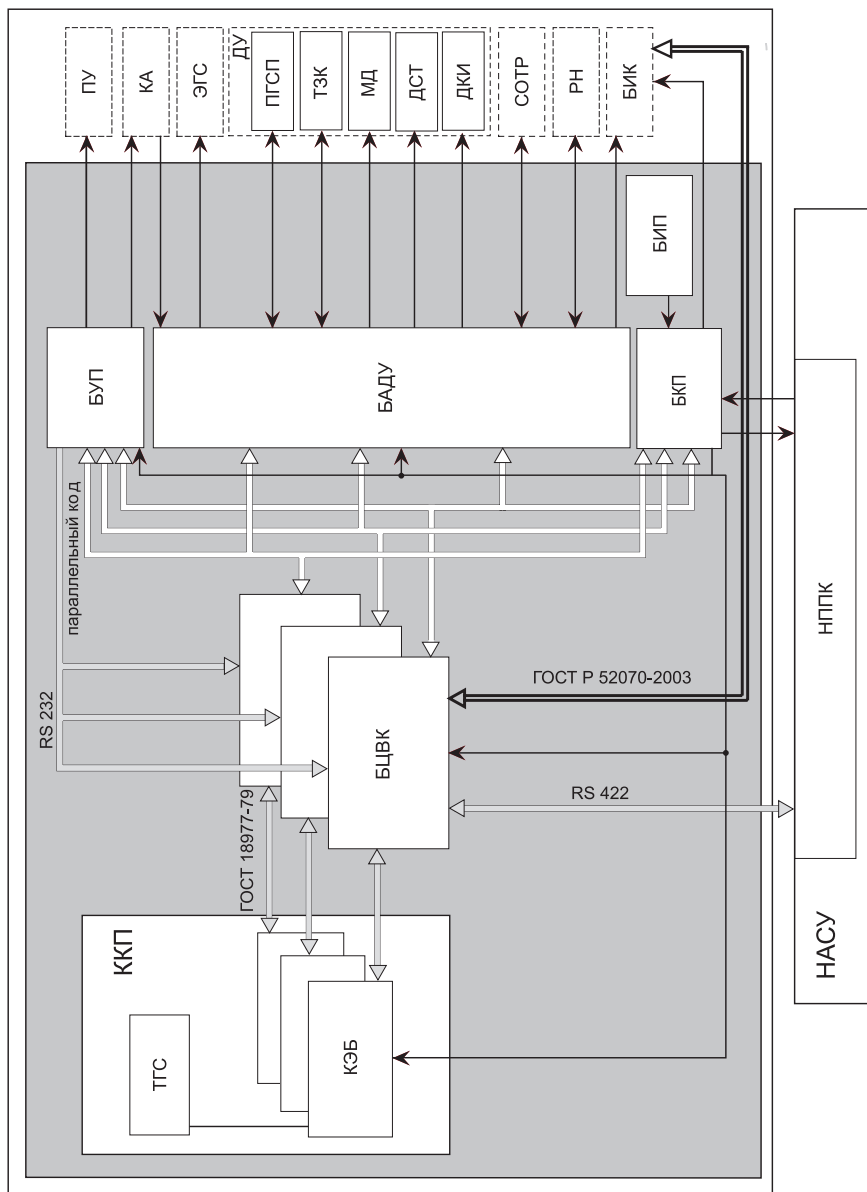 ПУ
КА
ЭГС
ДУ
ПГСП
ТЗК
МД
ДСТ
ДКИ
СОТР
РН
БИК
БУП
БАДУ
БКП
БИП
параллельный код
RS 232
БЦВК
ГОСТ Р 52070-2003
RS 422
ГОСТ 18977-79
ККП
ТГС
КЭБ
НППК
НАСУ